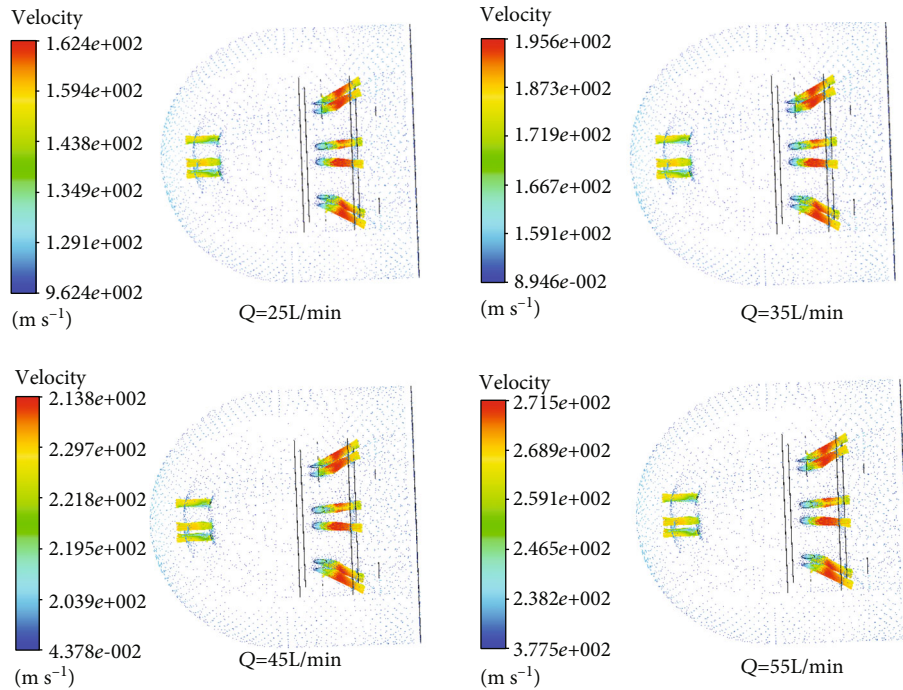 Velocity
1.624e+002
1.594e+002
1.438e+002
1.349e+002
1.291e+002
9.624e+002
(m s⁻¹)
Q=25L/min
Velocity
1.956e+002
1.873e+002
1.719e+002
1.667e+002
1.591e+002
8.946e-002
(m s⁻¹)
Q=35L/min
Velocity
2.138e+002
2.297e+002
2.218e+002
2.195e+002
2.039e+002
4.378e-002
(m s⁻¹)
Q=45L/min
Velocity
2.715e+002
2.689e+002
2.591e+002
2.465e+002
2.382e+002
3.775e+002
(m s⁻¹)
Q=55L/min